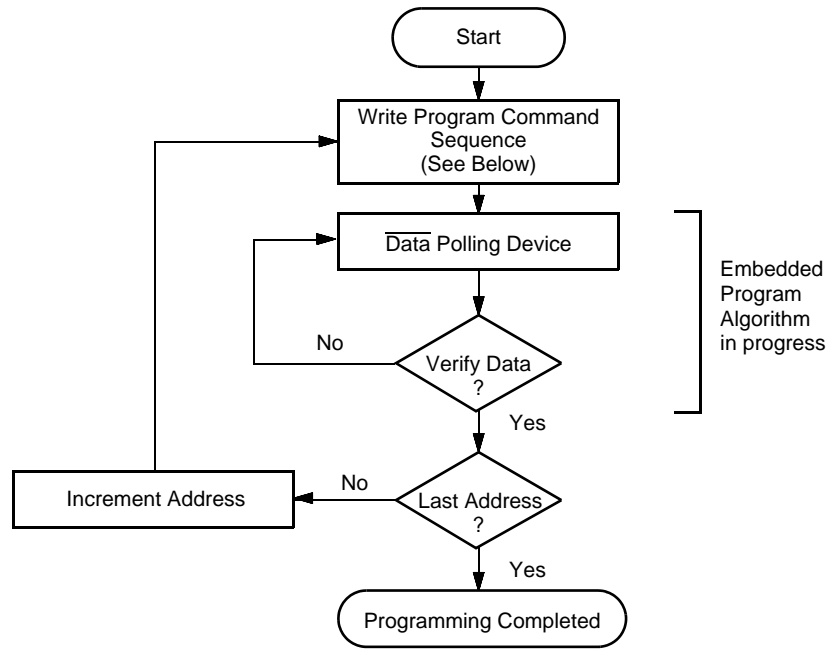 Start
Write Program Command
Sequence
(See Below)
Data Polling Device
Embedded
Program
Algorithm
in progress
No
Verify Data
?
Yes
No
Increment Address
Last Address
?
Yes
Programming Completed